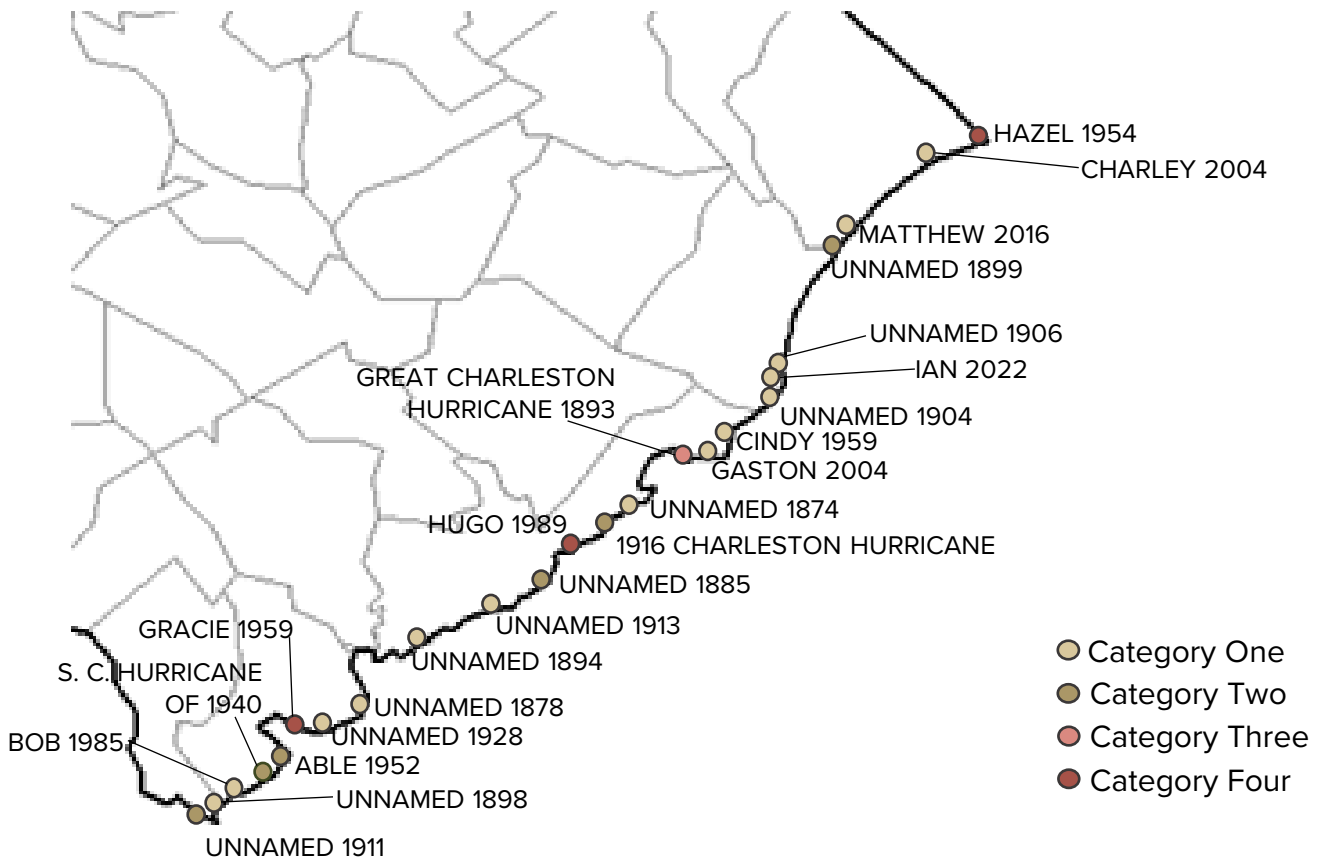 HAZEL 1954
CHARLEY 2004
MATTHEW 2016
UNNAMED 1899
UNNAMED 1906
IAN 2022
GREAT CHARLESTON
HURRICANE 1893
UNNAMED 1904
CINDY 1959
GASTON 2004
UNNAMED 1874
HUGO 1989
1916 CHARLESTON HURRICANE
UNNAMED 1885
UNNAMED 1913
GRACIE 1959
UNNAMED 1894
S. C. HURRICANE
OF 1940
UNNAMED 1878
UNNAMED 1928
BOB 1985
ABLE 1952
UNNAMED 1898
UNNAMED 1911
Category One
Category Two
Category Three
Category Four